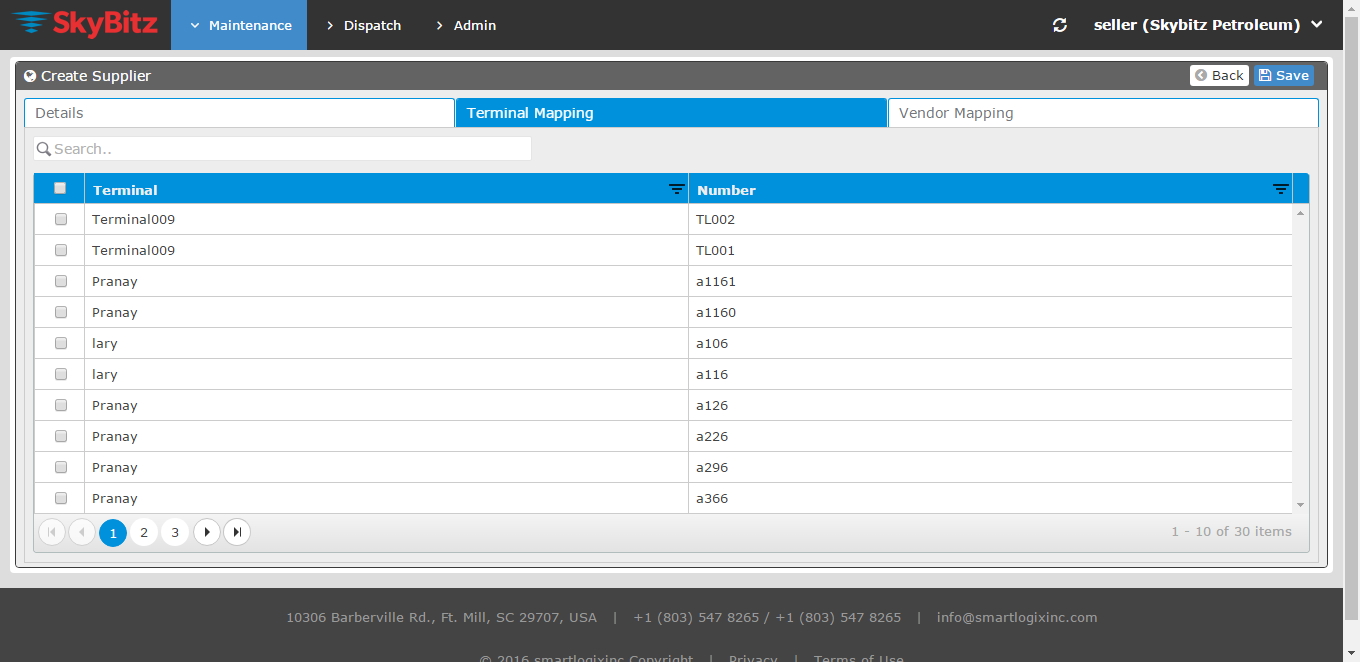 SkyBitz Maintenance Dispatch Admin seller (Skybitz Petroleum)
Create Supplier Back Save
Details Terminal Mapping Vendor Mapping
Search..
Terminal Number
Terminal009 TL002
Terminal009 TL001
Pranay a1161
Pranay a1160
lary a106
lary a116
Pranay a126
Pranay a226
Pranay a296
Pranay a366
1 2 3 1 - 10 of 30 items
10306 Barberville Rd., Ft. Mill, SC 29707, USA | +1 (803) 547 8265 / +1 (803) 547 8265 | info@smartlogixinc.com
© 2016 smartlogixinc Copyright | Privacy | Terms of Use